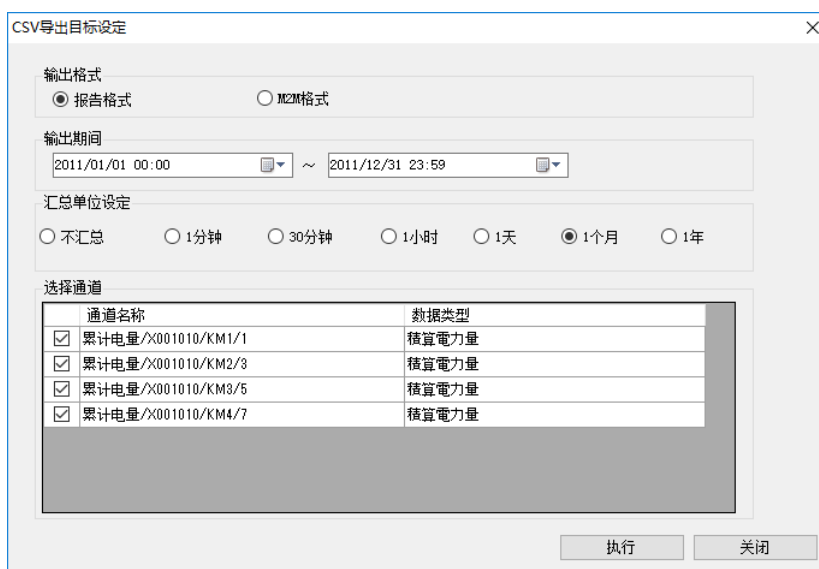 CSV导出目标设定
输出格式
报告格式 M2M格式
输出期间
2011/01/01 00:00 ～ 2011/12/31 23:59
汇总单位设定
不汇总 1分钟 30分钟 1小时 1天 1个月 1年
选择通道
通道名称 数据类型
累计电量/X001010/KM1/1 積算電力量
累计电量/X001010/KM2/3 積算電力量
累计电量/X001010/KM3/5 積算電力量
累计电量/X001010/KM4/7 積算電力量
执行 关闭